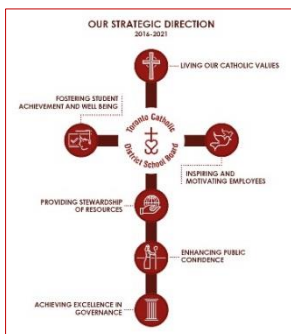 OUR STRATEGIC DIRECTION
2016-2021
LIVING OUR CATHOLIC VALUES
FOSTERING STUDENT
ACHIEVEMENT AND WELL BEING
Toronto Catholic
District School Board
INSPIRING AND
MOTIVATING EMPLOYEES
PROVIDING STEWARDSHIP
OF RESOURCES
ENHANCING PUBLIC
CONFIDENCE
ACHIEVING EXCELLENCE IN
GOVERNANCE